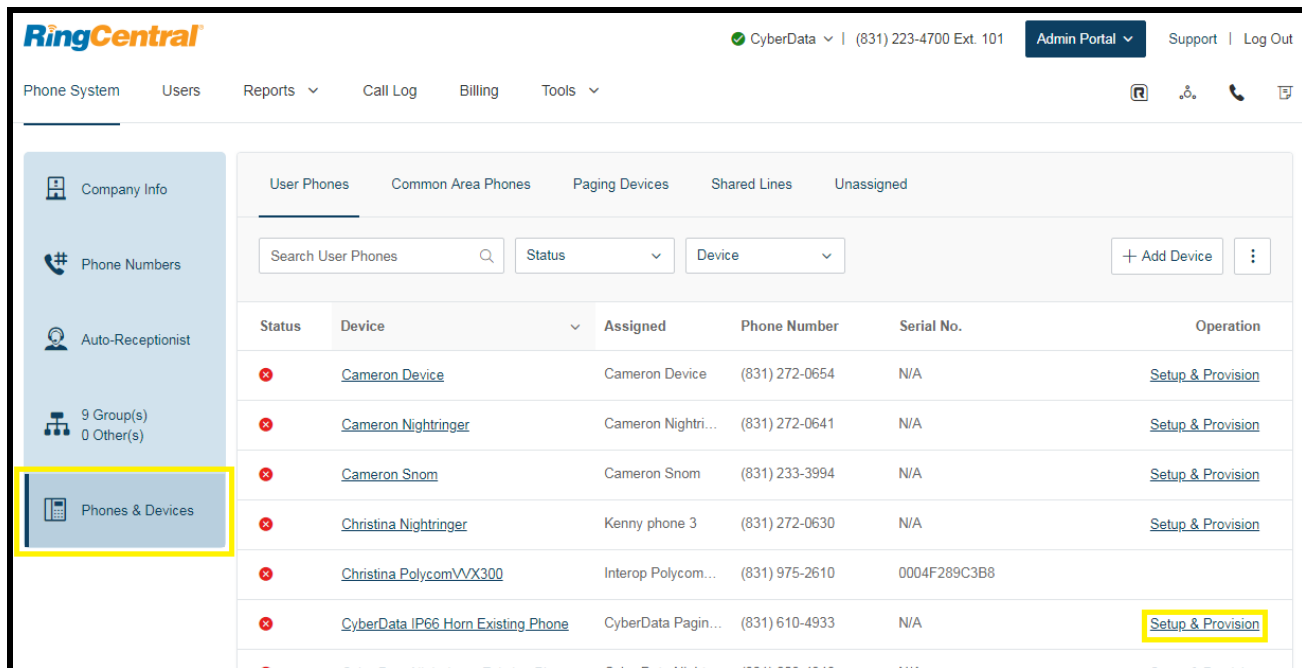 RingCentral
CyberData | (831) 223-4700 Ext. 101 Admin Portal Support | Log Out
Phone System Users Reports Call Log Billing Tools
Company Info
Phone Numbers
Auto-Receptionist
9 Group(s)
0 Other(s)
Phones & Devices
User Phones Common Area Phones Paging Devices Shared Lines Unassigned
Search User Phones Status Device + Add Device
Status Device Assigned Phone Number Serial No. Operation
Cameron Device Cameron Device (831) 272-0654 N/A Setup & Provision
Cameron Nightringer Cameron Nightri... (831) 272-0641 N/A Setup & Provision
Cameron Snom Cameron Snom (831) 233-3994 N/A Setup & Provision
Christina Nightringer Kenny phone 3 (831) 272-0630 N/A Setup & Provision
Christina PolycomVVX300 Interop Polycom... (831) 975-2610 0004F289C3B8
CyberData IP66 Horn Existing Phone CyberData Pagin... (831) 610-4933 N/A Setup & Provision